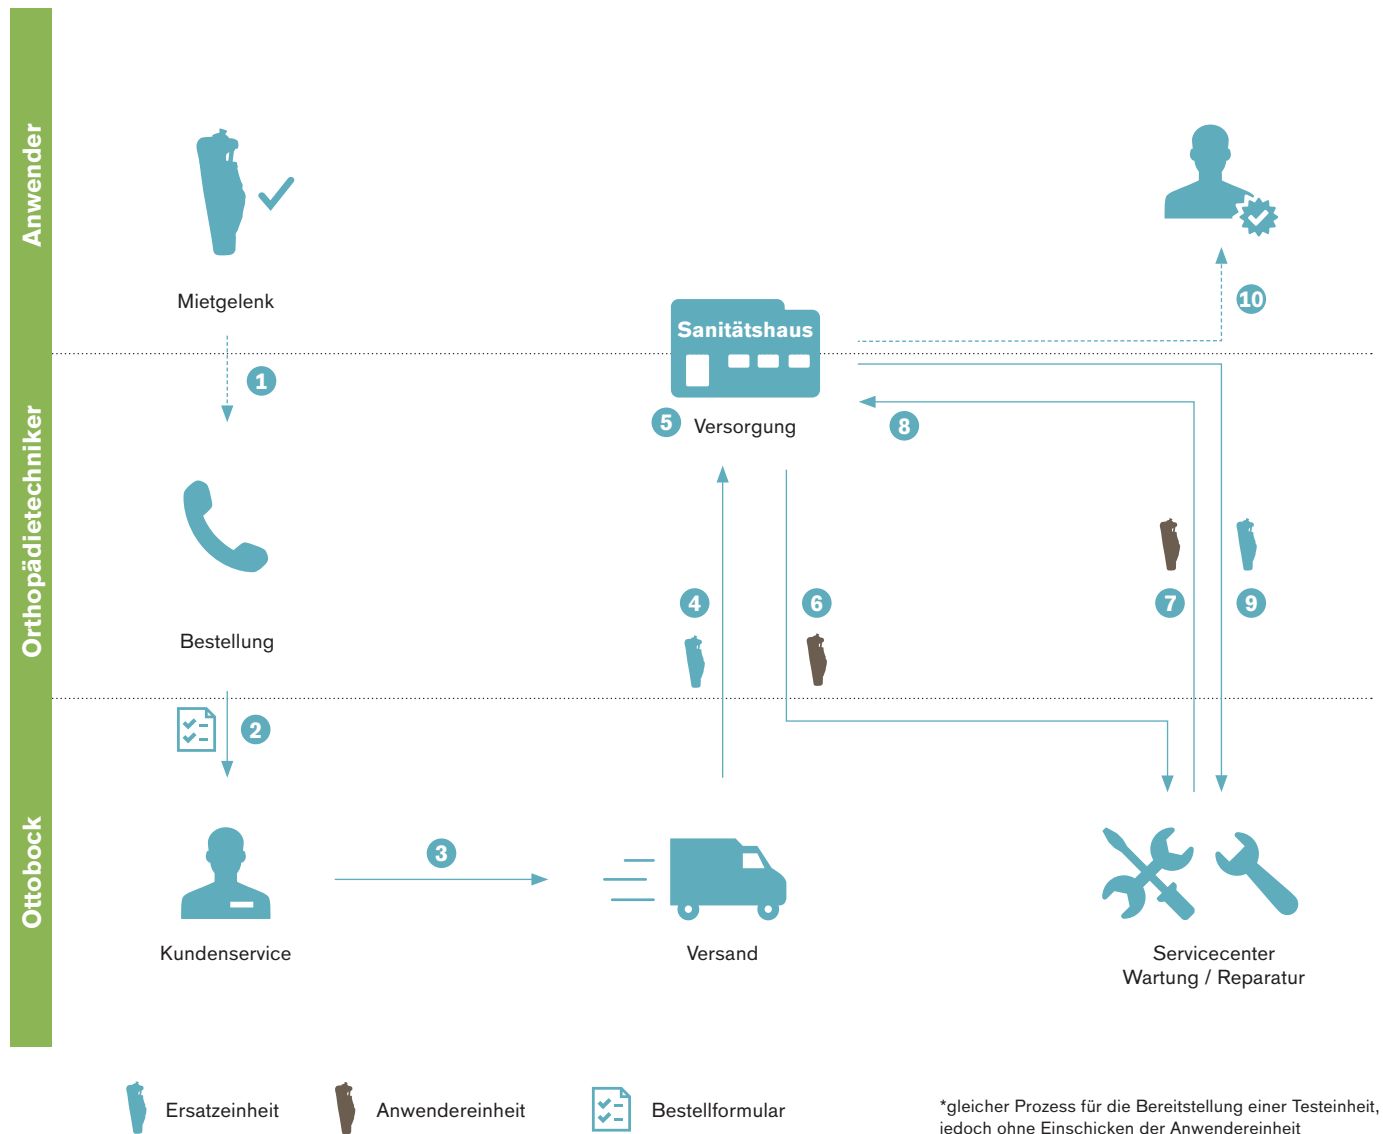 Anwender
Orthopädietechniker
Ottobock
Mietgelenk
1
Bestellung
2
Kundenservice
3
Versand
4
Sanitätshaus
5
Versorgung
6
7
8
9
10
Servicecenter
Wartung / Reparatur
Ersatzeinheit
Anwendereinheit
Bestellformular
*gleicher Prozess für die Bereitstellung einer Testeinheit,
jedoch ohne Einschicken der Anwendereinheit